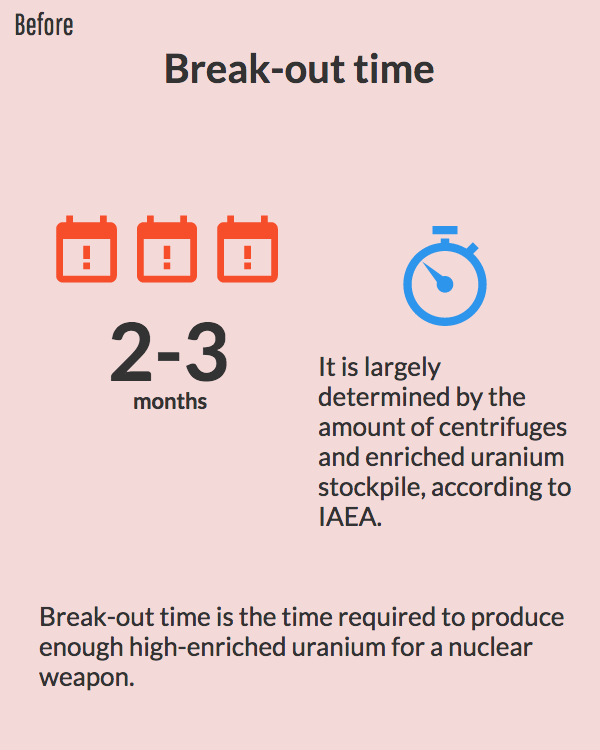 Before
Break-out time
2-3
months
It is largely
determined by the
amount of centrifuges
and enriched uranium
stockpile, according to
IAEA.
Break-out time is the time required to produce
enough high-enriched uranium for a nuclear
weapon.